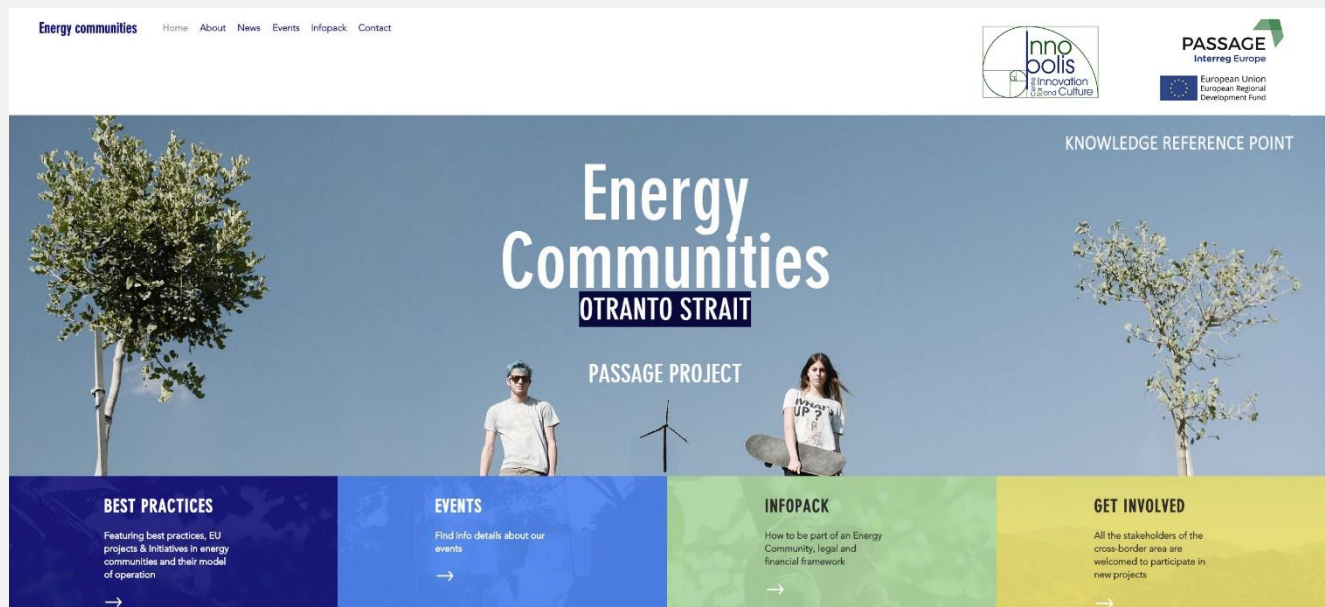 Energy communities Home About News Events Infopack Contact
Innopolis
Centre for Innovation and Culture
PASSAGE
Interreg Europe
European Union
European Regional
Development Fund
KNOWLEDGE REFERENCE POINT
Energy
Communities
OTRANTO STRAIT
PASSAGE PROJECT
WHAT'S
UP ?
BEST PRACTICES
Featuring best practices, EU
projects & Initiatives in energy
communities and their model
of operation
EVENTS
Find info details about our
events
INFOPACK
How to be part of an Energy
Community, legal and
financial framework
GET INVOLVED
All the stakeholders of the
cross-border area are
welcomed to participate in
new projects